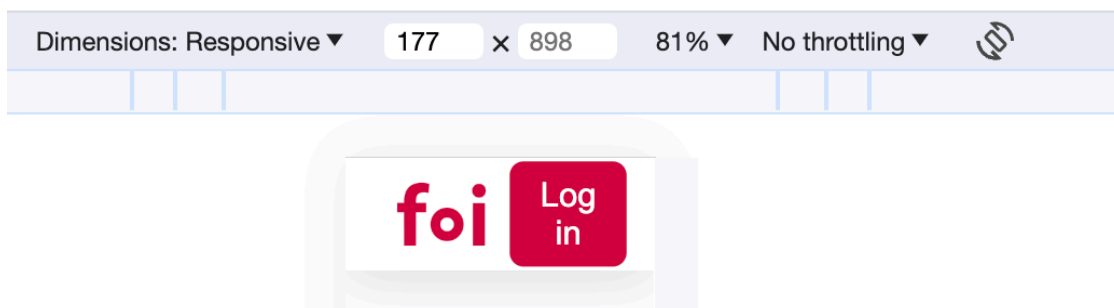 Dimensions: Responsive ▼ 177 × 898 81% ▼ No throttling ▼
foi
Log
in